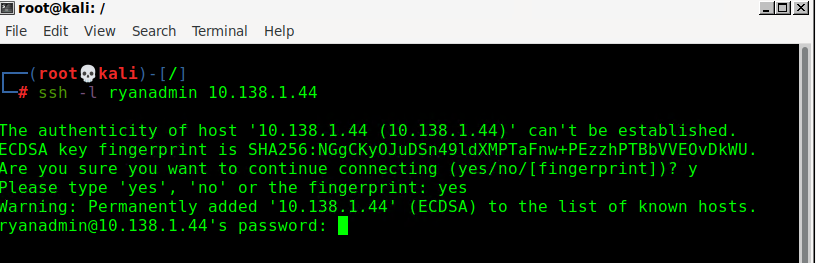 root@kali: /
File Edit View Search Terminal Help
┌──(root💀kali)-[/]
└─# ssh -l ryanadmin 10.138.1.44
The authenticity of host '10.138.1.44 (10.138.1.44)' can't be established.
ECDSA key fingerprint is SHA256:NGgCKyOJuDSn49ldXMPTaFnw+PEzzhPTBbVVEOvDkWU.
Are you sure you want to continue connecting (yes/no/[fingerprint])? y
Please type 'yes', 'no' or the fingerprint: yes
Warning: Permanently added '10.138.1.44' (ECDSA) to the list of known hosts.
ryanadmin@10.138.1.44's password: